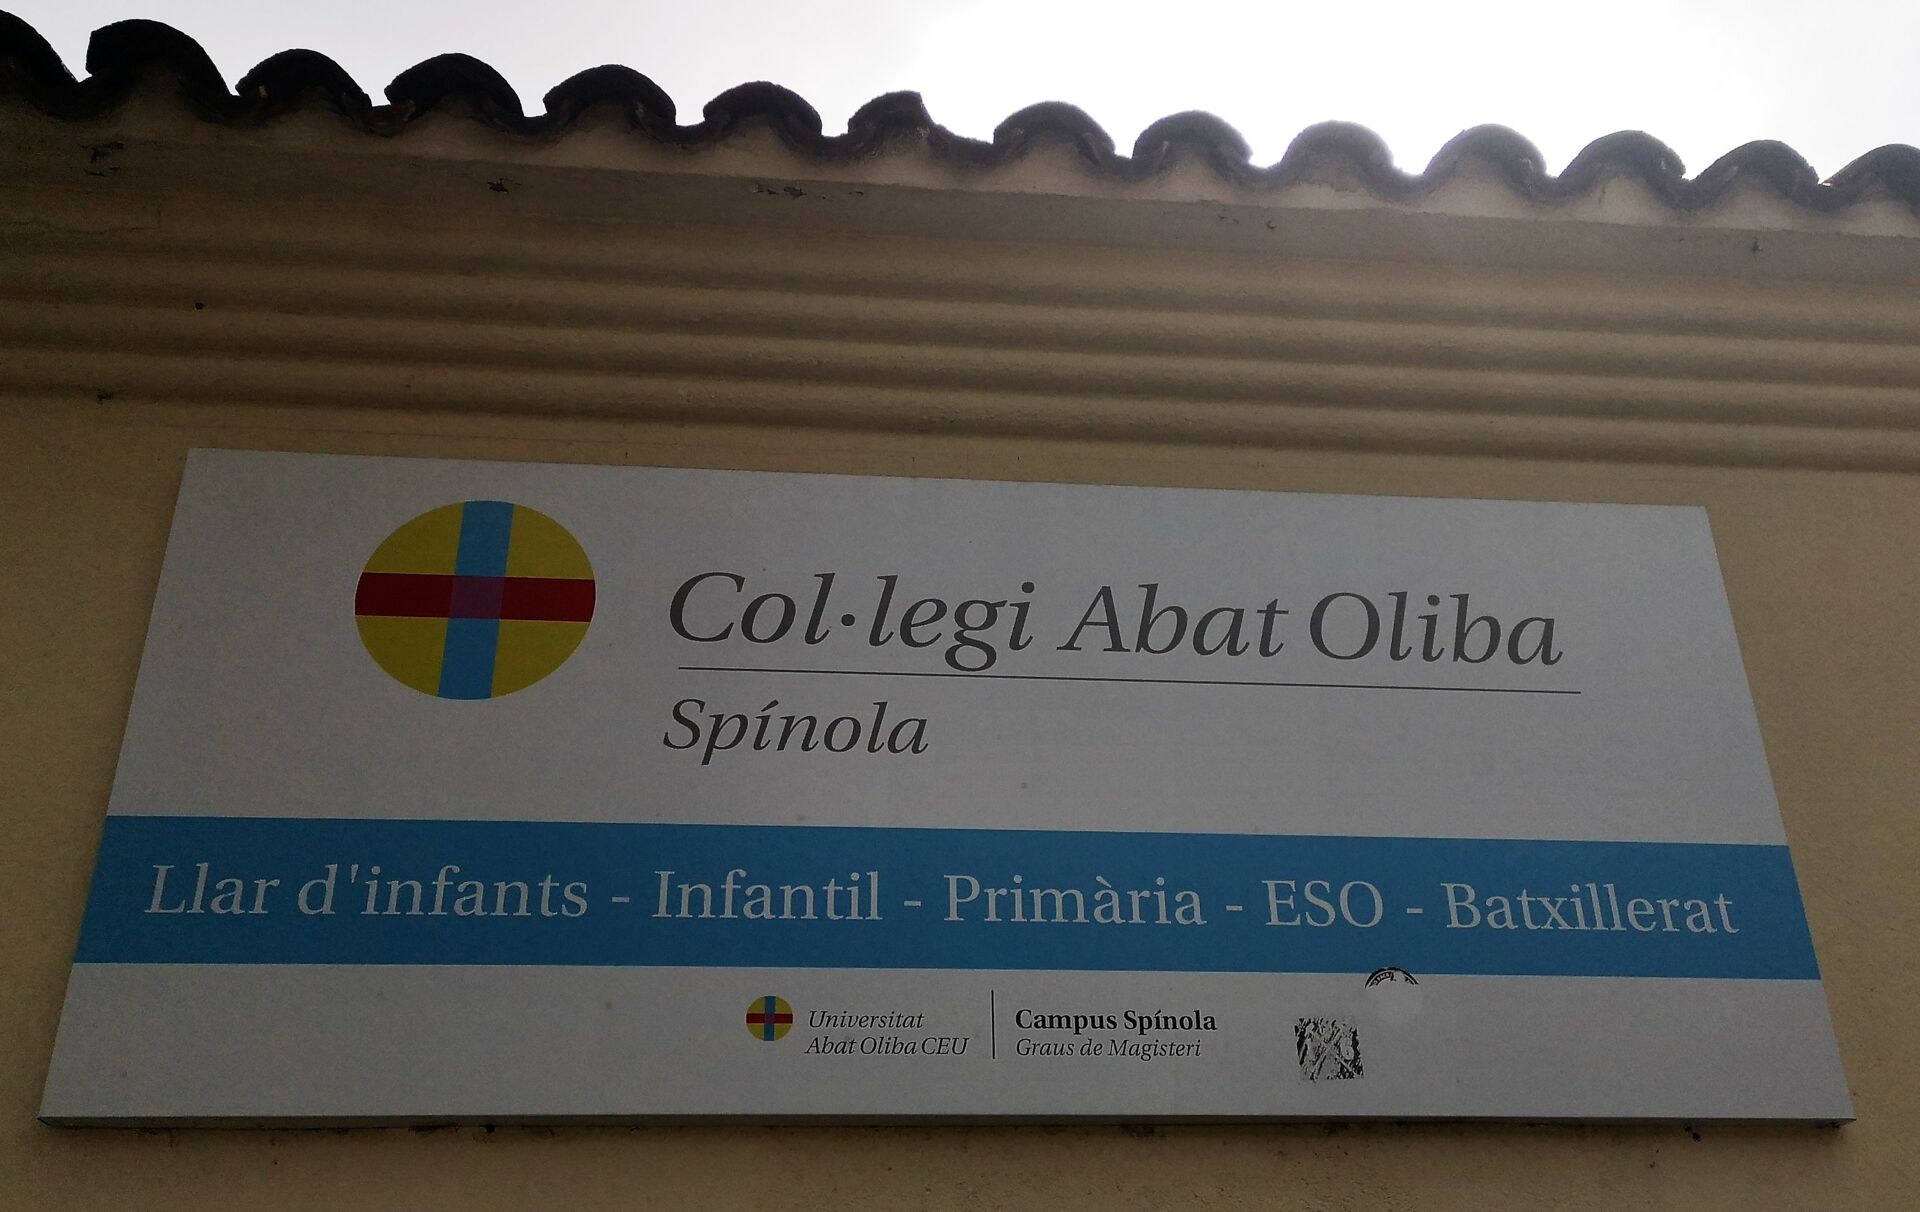 Col·legi Abat Oliba
Spínola
Llar d'infants - Infantil - Primària - ESO - Batxillerat
Universitat
Abat Oliba CEU
Campus Spínola
Graus de Magisteri